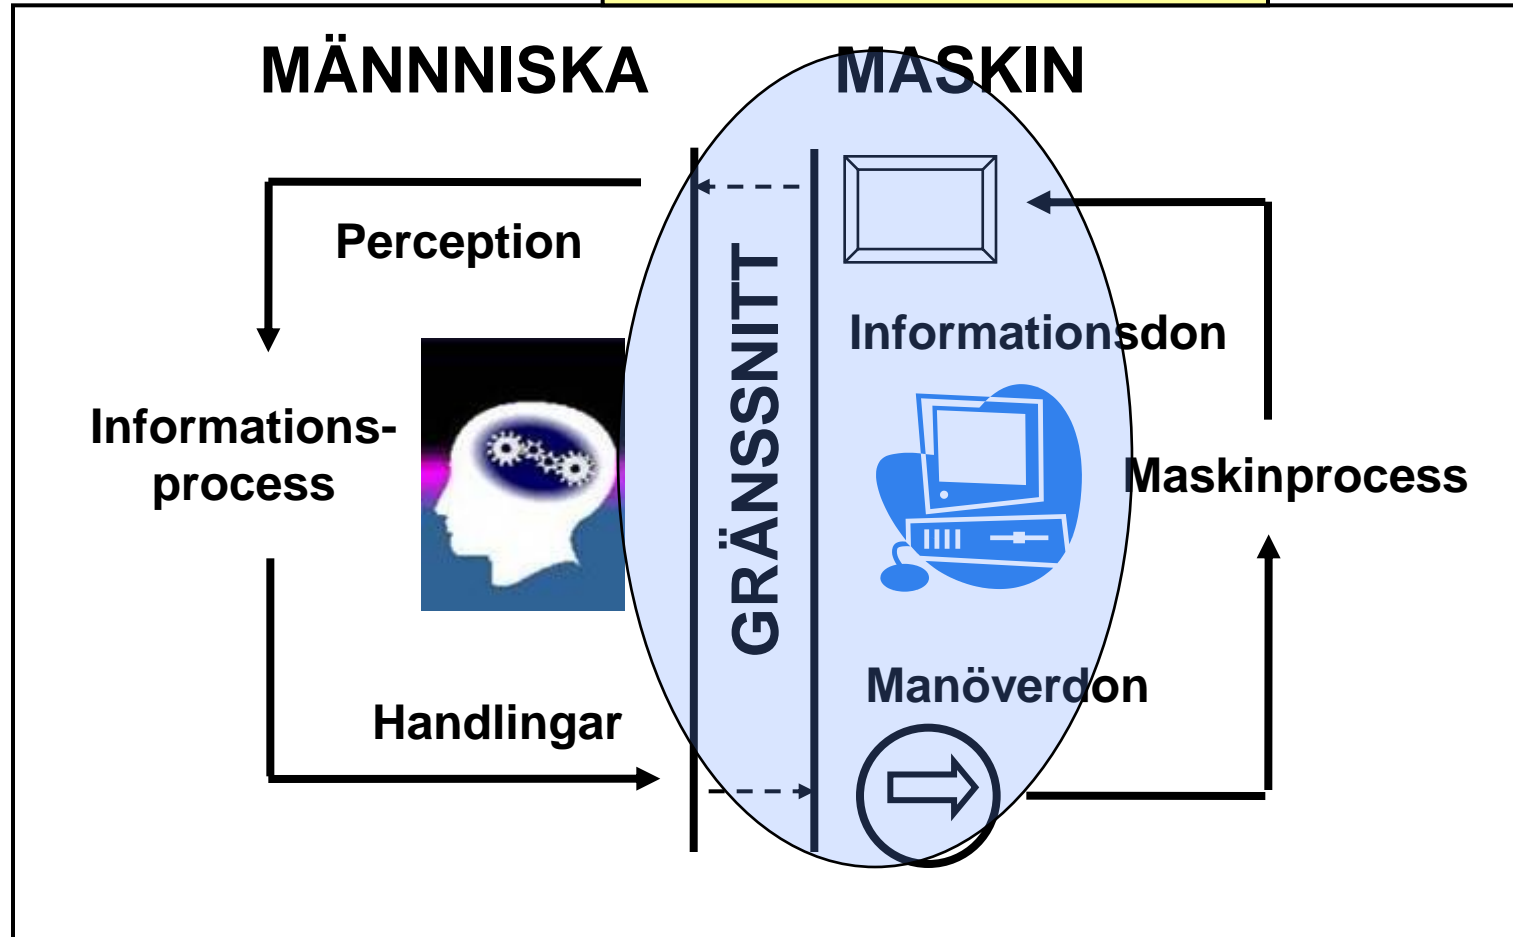 MÄNNNISKA
MASKIN
Perception
Informationsdon
GRÄNSSNITT
Informations-
process
Maskinprocess
Manöverdon
Handlingar